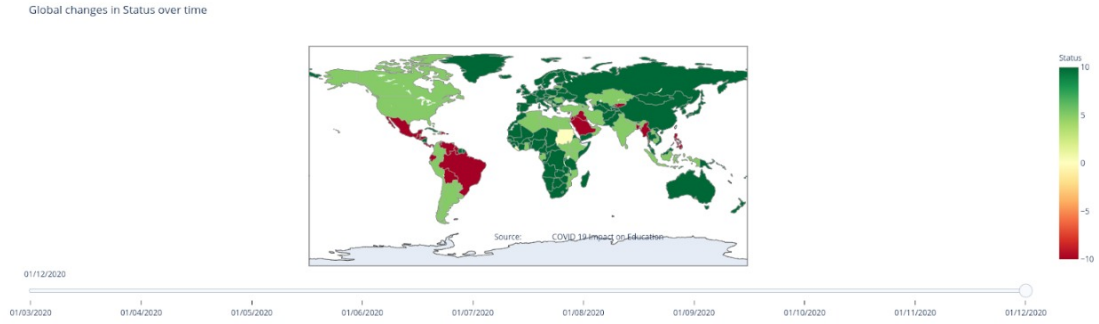 Global changes in Status over time
Status
10
5
0
−5
−10
Source: COVID 19 Impact on Education
01/12/2020
01/03/2020 01/04/2020 01/05/2020 01/06/2020 01/07/2020 01/08/2020 01/09/2020 01/10/2020 01/11/2020 01/12/2020